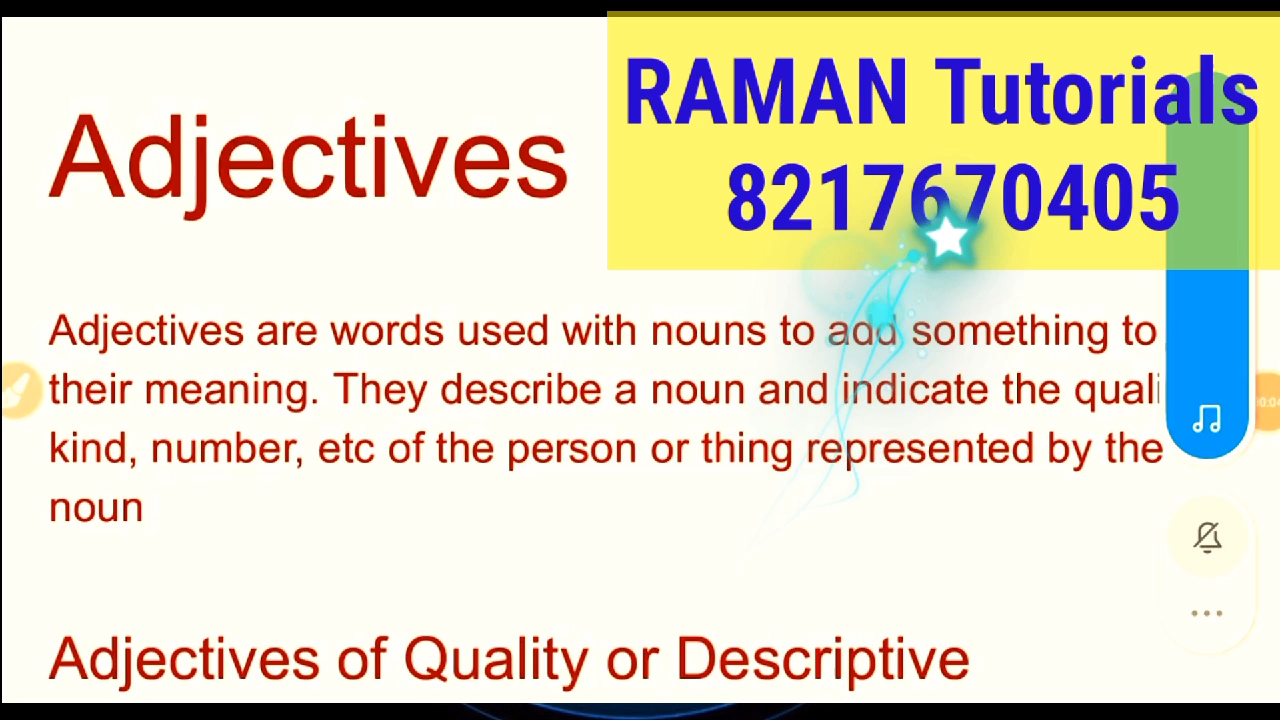 Adjectives
RAMAN Tutorials
8217670405
Adjectives are words used with nouns to add something to
their meaning. They describe a noun and indicate the quali
kind, number, etc of the person or thing represented by the
noun
Adjectives of Quality or Descriptive